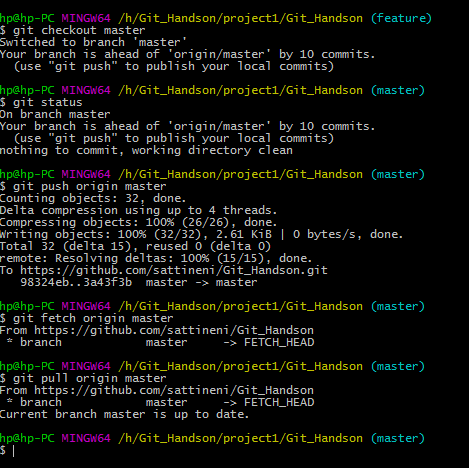 hp@hp-PC MINGW64 /h/Git_Handson/project1/Git_Handson (feature)
$ git checkout master
Switched to branch 'master'
Your branch is ahead of 'origin/master' by 10 commits.
  (use "git push" to publish your local commits)

hp@hp-PC MINGW64 /h/Git_Handson/project1/Git_Handson (master)
$ git status
On branch master
Your branch is ahead of 'origin/master' by 10 commits.
  (use "git push" to publish your local commits)
nothing to commit, working directory clean

hp@hp-PC MINGW64 /h/Git_Handson/project1/Git_Handson (master)
$ git push origin master
Counting objects: 32, done.
Delta compression using up to 4 threads.
Compressing objects: 100% (26/26), done.
Writing objects: 100% (32/32), 2.61 KiB | 0 bytes/s, done.
Total 32 (delta 15), reused 0 (delta 0)
remote: Resolving deltas: 100% (15/15), done.
To https://github.com/sattineni/Git_Handson.git
   98324eb..3a43f3b  master -> master

hp@hp-PC MINGW64 /h/Git_Handson/project1/Git_Handson (master)
$ git fetch origin master
From https://github.com/sattineni/Git_Handson
 * branch            master     -> FETCH_HEAD

hp@hp-PC MINGW64 /h/Git_Handson/project1/Git_Handson (master)
$ git pull origin master
From https://github.com/sattineni/Git_Handson
 * branch            master     -> FETCH_HEAD
Current branch master is up to date.

hp@hp-PC MINGW64 /h/Git_Handson/project1/Git_Handson (master)
$